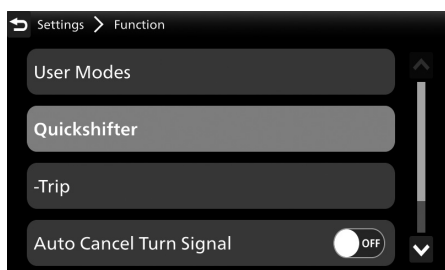 Settings > Function
User Modes
Quickshifter
-Trip
Auto Cancel Turn Signal OFF